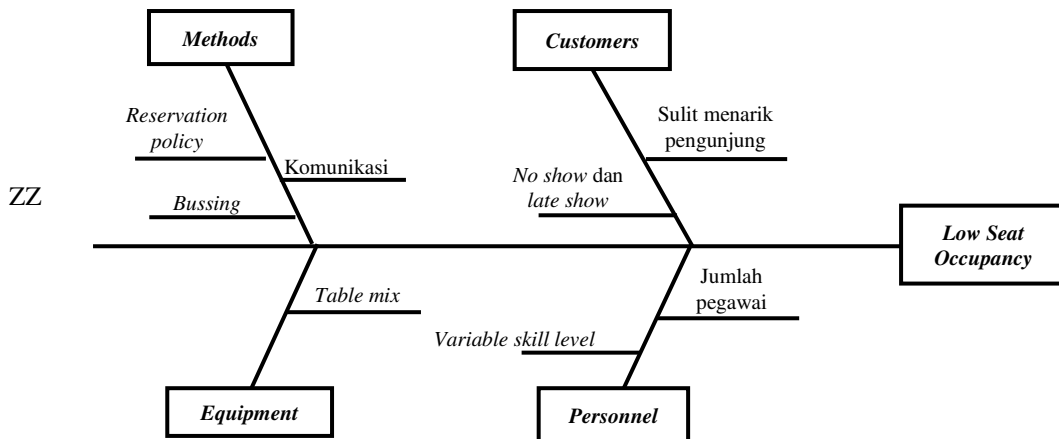 Methods
Customers
Reservation
policy
Komunikasi
Bussing
Sulit menarik
pengunjung
No show dan
late show
ZZ
Low Seat
Occupancy
Table mix
Jumlah
pegawai
Variable skill level
Equipment
Personnel